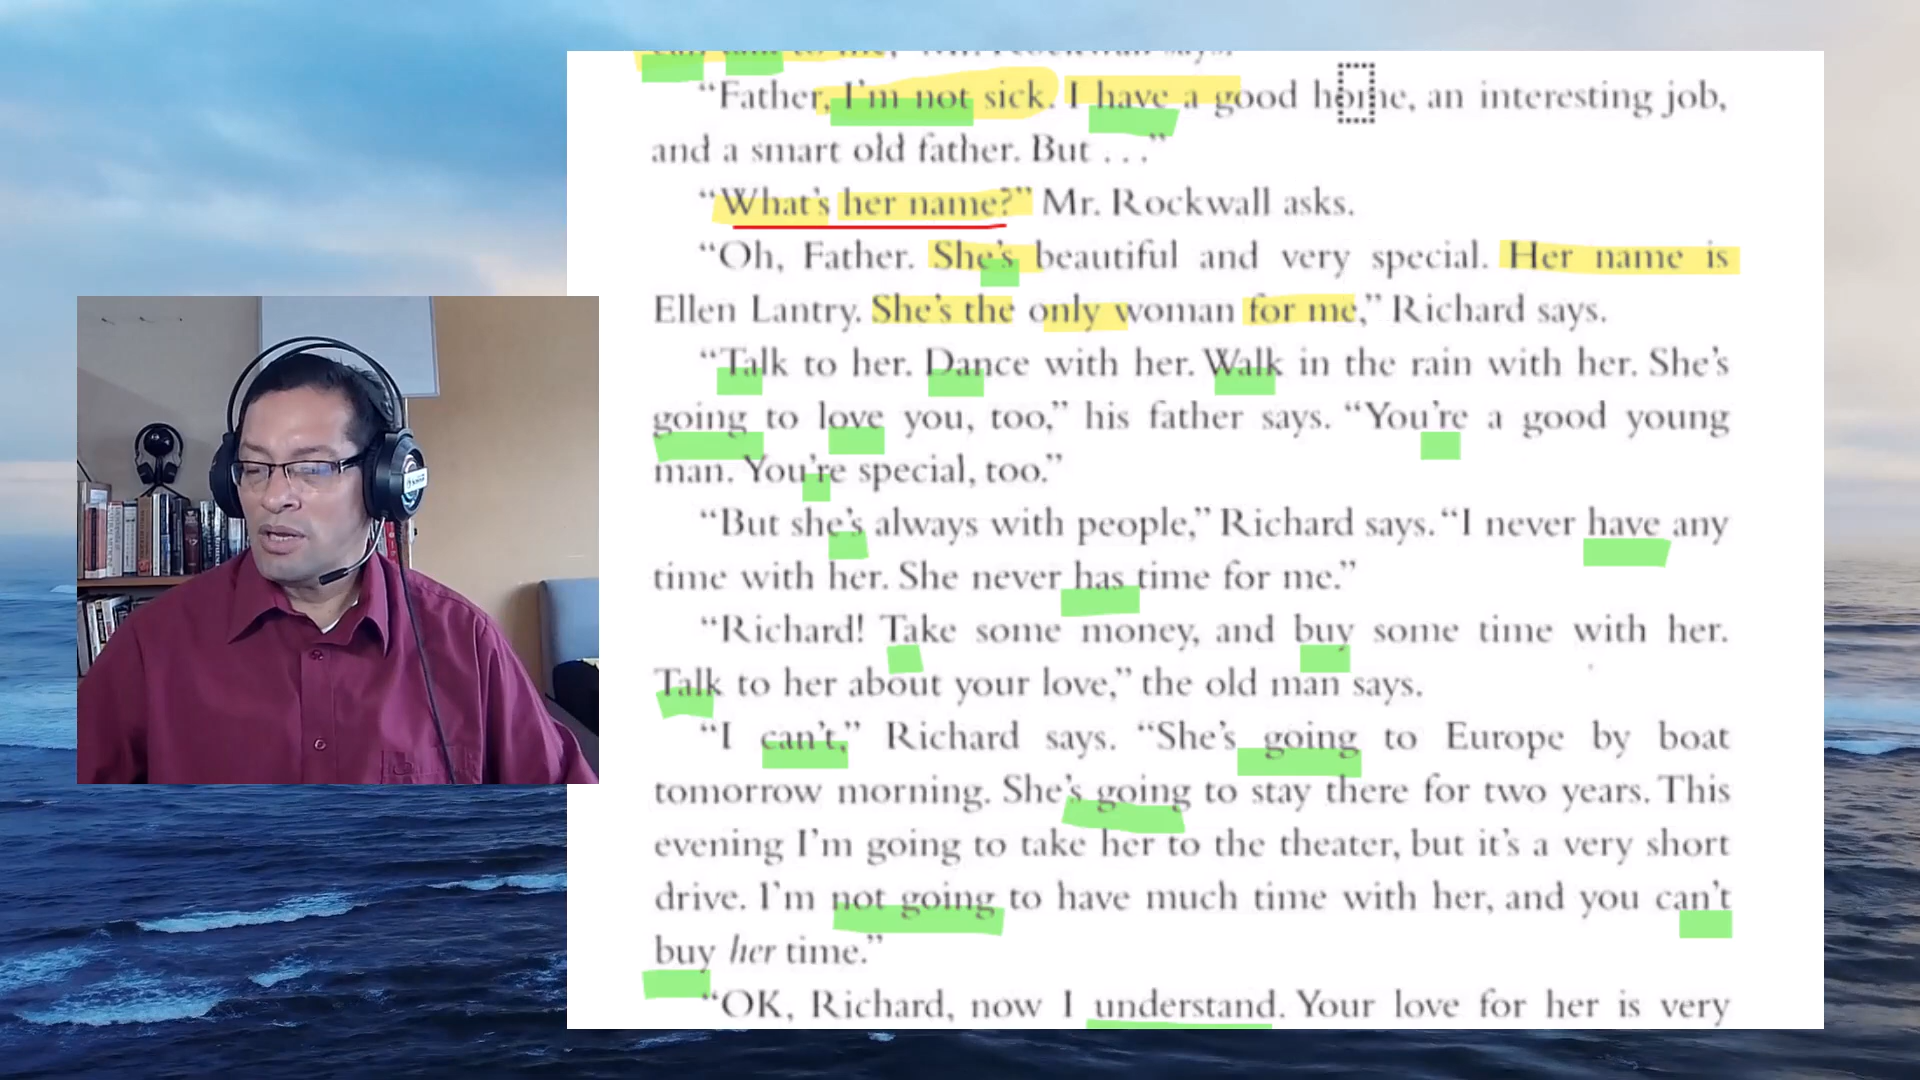 to me," Mr. Rockwall says.
"Father, I'm not sick. I have a good home, an interesting job,
and a smart old father. But . . ."
"What's her name?" Mr. Rockwall asks.
"Oh, Father. She's beautiful and very special. Her name is
Ellen Lantry. She's the only woman for me," Richard says.
"Talk to her. Dance with her. Walk in the rain with her. She's
going to love you, too," his father says. "You're a good young
man. You're special, too."
"But she's always with people," Richard says. "I never have any
time with her. She never has time for me."
"Richard! Take some money, and buy some time with her.
Talk to her about your love," the old man says.
"I can't," Richard says. "She's going to Europe by boat
tomorrow morning. She's going to stay there for two years. This
evening I'm going to take her to the theater, but it's a very short
drive. I'm not going to have much time with her, and you can't
buy her time."
"OK, Richard, now I understand. Your love for her is very